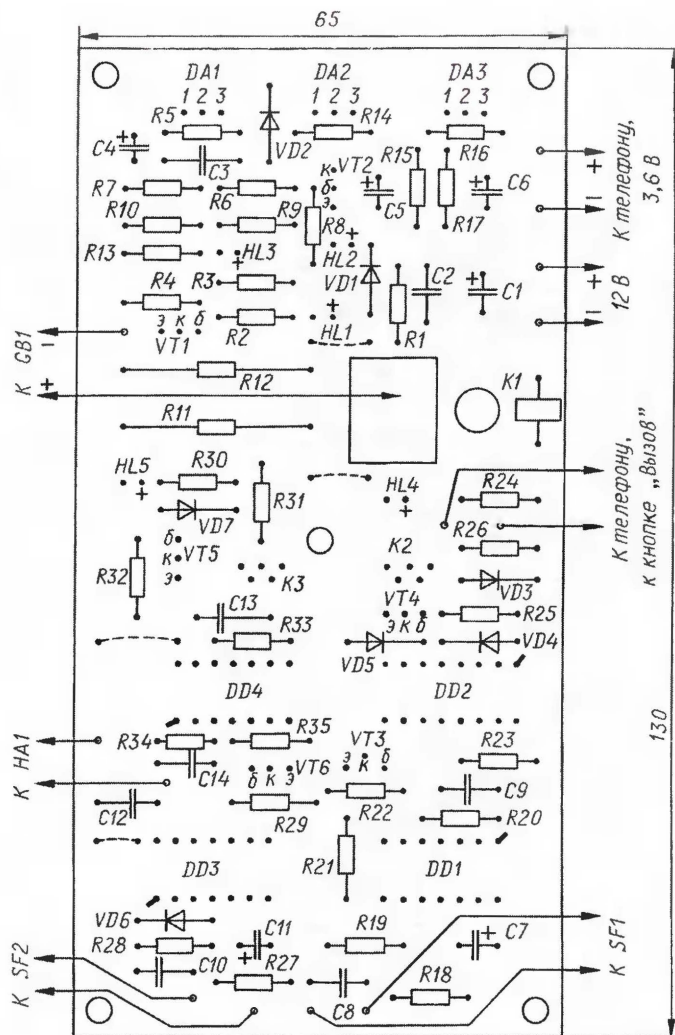 65
DA1 DA2 DA3
1 2 3 1 2 3 1 2 3
R5 R14
C4 + VD2 R15 R16
C3 К VT2
R7 R6 б + C5 + C6
э
R10 R9 R8 R17
R13 HL3 + HL2 +
R4 R3 VD1 C2 + C1
R2 + HL1 R1
э к б
VT1
К GB1
− +
R12
K1
R11
К телефону,
3,6 В
+ −
12 В
+ −
HL5 + R30 HL4 + R24
R31
VD7 R26
б
к VT5
э
K2
R32 K3 VT4 VD3
C13 э к б R25
R33 VD5 VD4
DD4 DD2
К телефону,
к кнопке „Вызов"
130
К HA1
R34 R35 VT3 R23
э к б
C14 VT6
б к э C9
C12 R29 R22 R20
R21
DD3 DD1
VD6
R28 C11 R19 C7
+ +
C10 R27 C8 R18
К SF2
К SF1